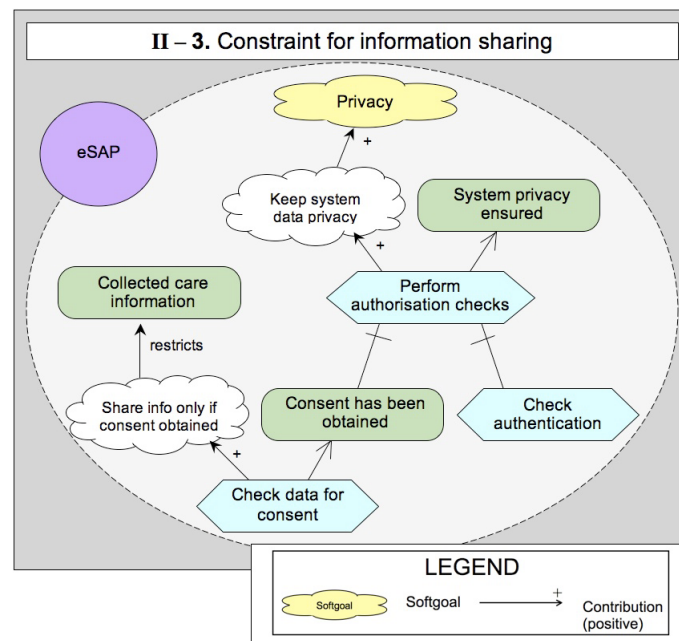 II – 3. Constraint for information sharing
eSAP
Privacy
+
Keep system
data privacy
System privacy
ensured
+
Collected care
information
Perform
authorisation checks
restricts
Share info only if
consent obtained
Consent has been
obtained
Check
authentication
+
Check data for
consent
LEGEND
Softgoal
Softgoal
+
Contribution
(positive)